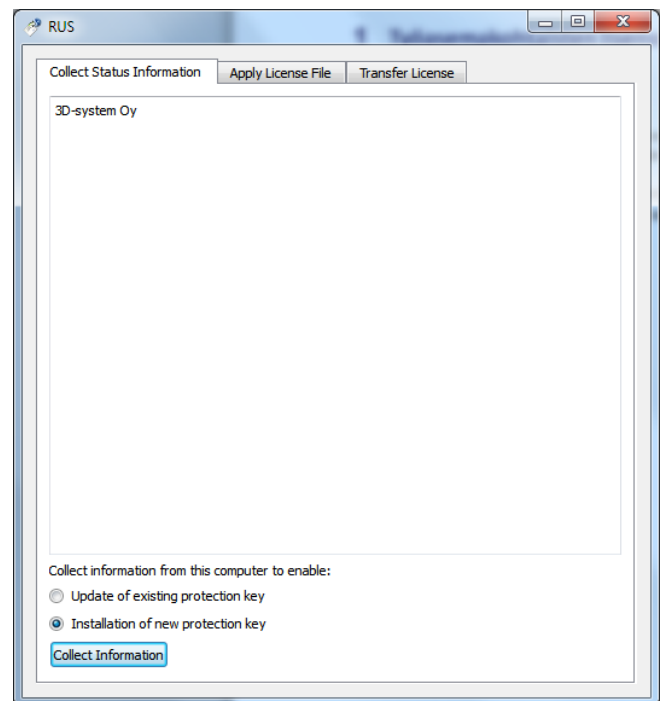 RUS
Collect Status Information
Apply License File
Transfer License
3D-system Oy
Collect information from this computer to enable:
Update of existing protection key
Installation of new protection key
Collect Information